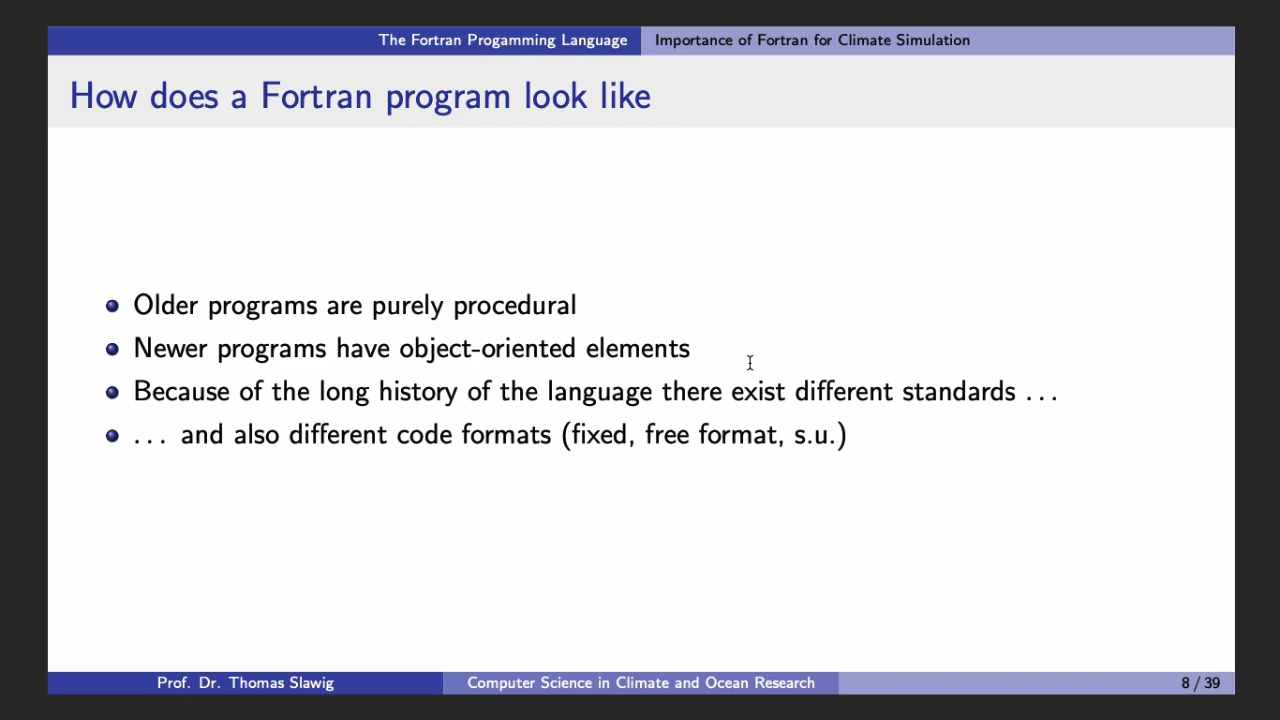 The Fortran Progamming Language
Importance of Fortran for Climate Simulation
How does a Fortran program look like
Older programs are purely procedural
Newer programs have object-oriented elements
Because of the long history of the language there exist different standards ...
... and also different code formats (fixed, free format, s.u.)
Prof. Dr. Thomas Slawig
Computer Science in Climate and Ocean Research
8 / 39